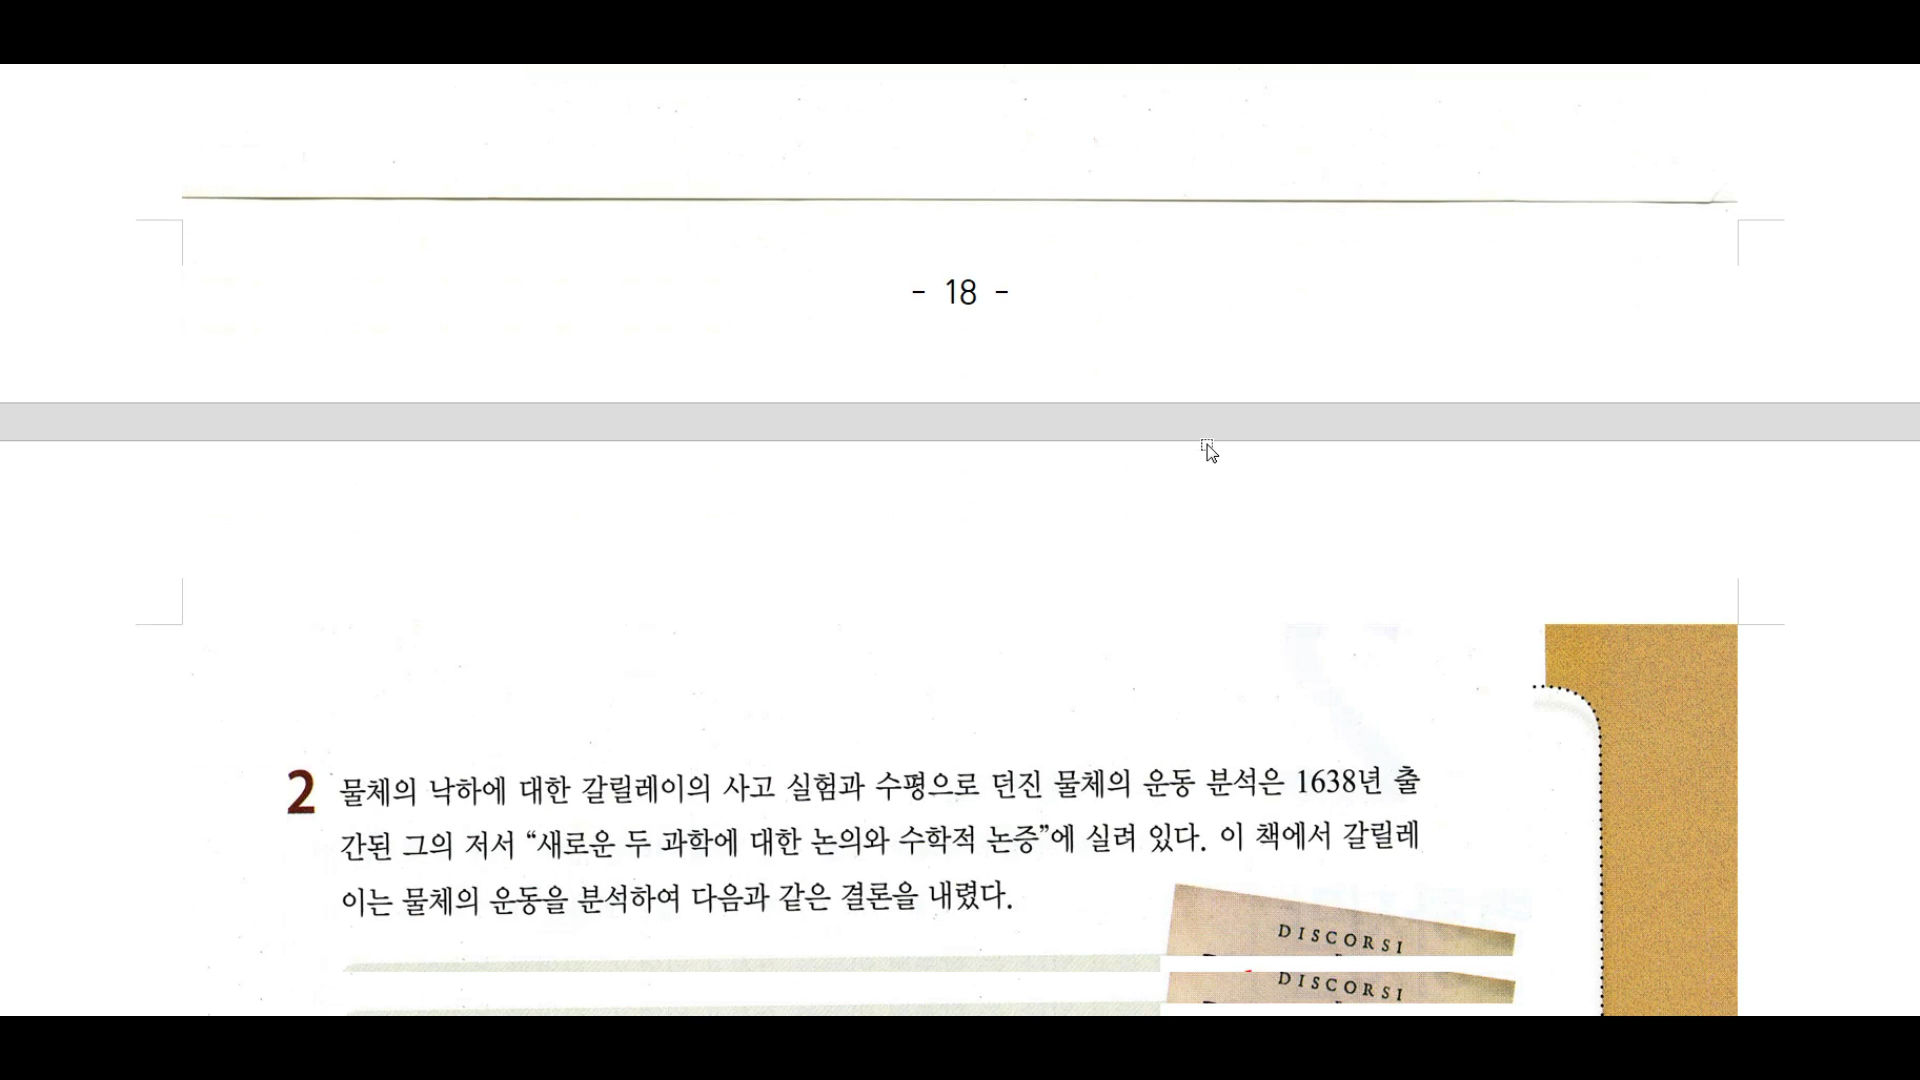 - 18 -
2 물체의 낙하에 대한 갈릴레이의 사고 실험과 수평으로 던진 물체의 운동 분석은 1638년 출
간된 그의 저서 “새로운 두 과학에 대한 논의와 수학적 논증”에 실려 있다. 이 책에서 갈릴레
이는 물체의 운동을 분석하여 다음과 같은 결론을 내렸다.
DISCORSI
DISCORSI